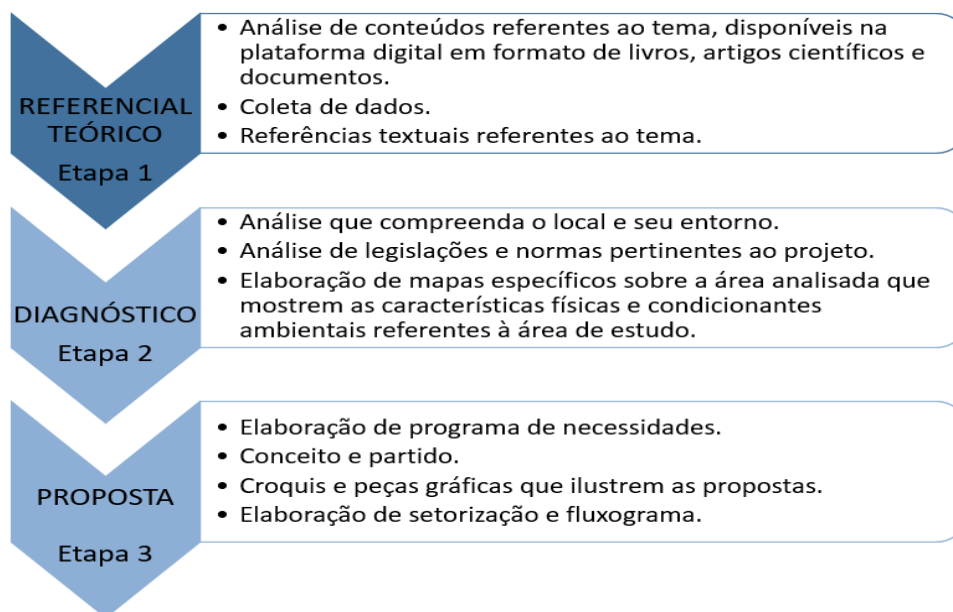 REFERENCIAL
TEÓRICO
Etapa 1
• Análise de conteúdos referentes ao tema, disponíveis na
plataforma digital em formato de livros, artigos científicos e
documentos.
• Coleta de dados.
• Referências textuais referentes ao tema.
DIAGNÓSTICO
Etapa 2
• Análise que compreenda o local e seu entorno.
• Análise de legislações e normas pertinentes ao projeto.
• Elaboração de mapas específicos sobre a área analisada que
mostrem as características físicas e condicionantes
ambientais referentes à área de estudo.
PROPOSTA
Etapa 3
• Elaboração de programa de necessidades.
• Conceito e partido.
• Croquis e peças gráficas que ilustrem as propostas.
• Elaboração de setorização e fluxograma.